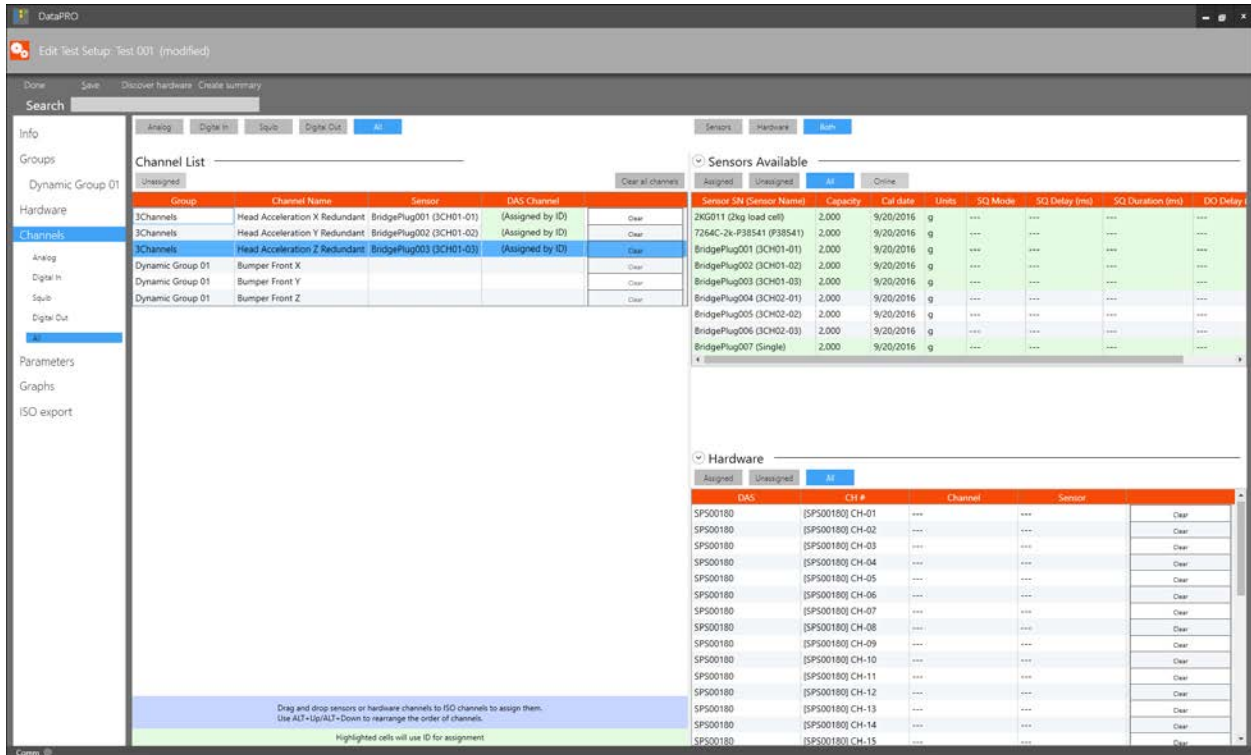 DataPRO
Edit Test Setup: Test 001 (modified)
Done Save Discover hardware Create summary
Search
Info
Groups
Dynamic Group 01
Hardware
Channels
Analog
Digital In
Squib
Digital Out
All
Parameters
Graphs
ISO export
Analog Digital In Squib Digital Out All
Channel List
Unassigned Clear all channels
Group Channel Name Sensor DAS Channel
3Channels Head Acceleration X Redundant BridgePlug001 (3CH01-01) (Assigned by ID) Clear
3Channels Head Acceleration Y Redundant BridgePlug002 (3CH01-02) (Assigned by ID) Clear
3Channels Head Acceleration Z Redundant BridgePlug003 (3CH01-03) (Assigned by ID) Clear
Dynamic Group 01 Bumper Front X Clear
Dynamic Group 01 Bumper Front Y Clear
Dynamic Group 01 Bumper Front Z Clear
Drag and drop sensors or hardware channels to ISO channels to assign them.
Use ALT+Up/ALT+Down to rearrange the order of channels.
Highlighted cells will use ID for assignment
Sensors Hardware Both
Sensors Available
Assigned Unassigned All Online
Sensor SN (Sensor Name) Capacity Cal date Units SQ Mode SQ Delay (ms) SQ Duration (ms) DO Delay (
2KG011 (2kg load cell) 2,000 9/20/2016 g --- --- --- ---
7264C-2k-P38541 (P38541) 2,000 9/20/2016 g --- --- --- ---
BridgePlug001 (3CH01-01) 2,000 9/20/2016 g --- --- --- ---
BridgePlug002 (3CH01-02) 2,000 9/20/2016 g --- --- --- ---
BridgePlug003 (3CH01-03) 2,000 9/20/2016 g --- --- --- ---
BridgePlug004 (3CH02-01) 2,000 9/20/2016 g --- --- --- ---
BridgePlug005 (3CH02-02) 2,000 9/20/2016 g --- --- --- ---
BridgePlug006 (3CH02-03) 2,000 9/20/2016 g --- --- --- ---
BridgePlug007 (Single) 2,000 9/20/2016 g --- --- --- ---
Hardware
Assigned Unassigned All
DAS CH # Channel Sensor
SPS00180 [SPS00180] CH-01 --- --- Clear
SPS00180 [SPS00180] CH-02 --- --- Clear
SPS00180 [SPS00180] CH-03 --- --- Clear
SPS00180 [SPS00180] CH-04 --- --- Clear
SPS00180 [SPS00180] CH-05 --- --- Clear
SPS00180 [SPS00180] CH-06 --- --- Clear
SPS00180 [SPS00180] CH-07 --- --- Clear
SPS00180 [SPS00180] CH-08 --- --- Clear
SPS00180 [SPS00180] CH-09 --- --- Clear
SPS00180 [SPS00180] CH-10 --- --- Clear
SPS00180 [SPS00180] CH-11 --- --- Clear
SPS00180 [SPS00180] CH-12 --- --- Clear
SPS00180 [SPS00180] CH-13 --- --- Clear
SPS00180 [SPS00180] CH-14 --- --- Clear
SPS00180 [SPS00180] CH-15 --- --- Clear
Comm